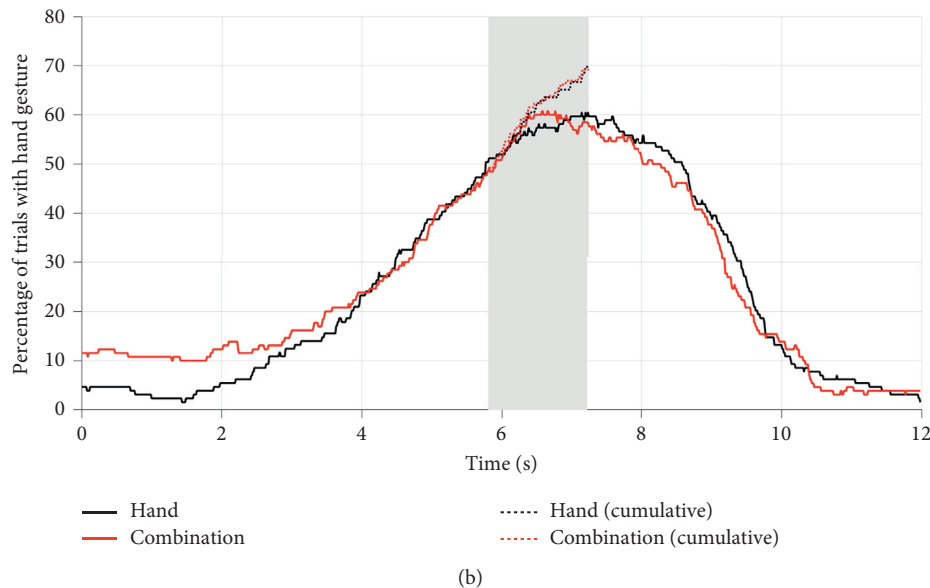 80
70
60
50
40
30
20
10
0
Percentage of trials with hand gesture
0 2 4 6 8 10 12
Time (s)
Hand
Combination
Hand (cumulative)
Combination (cumulative)
(b)